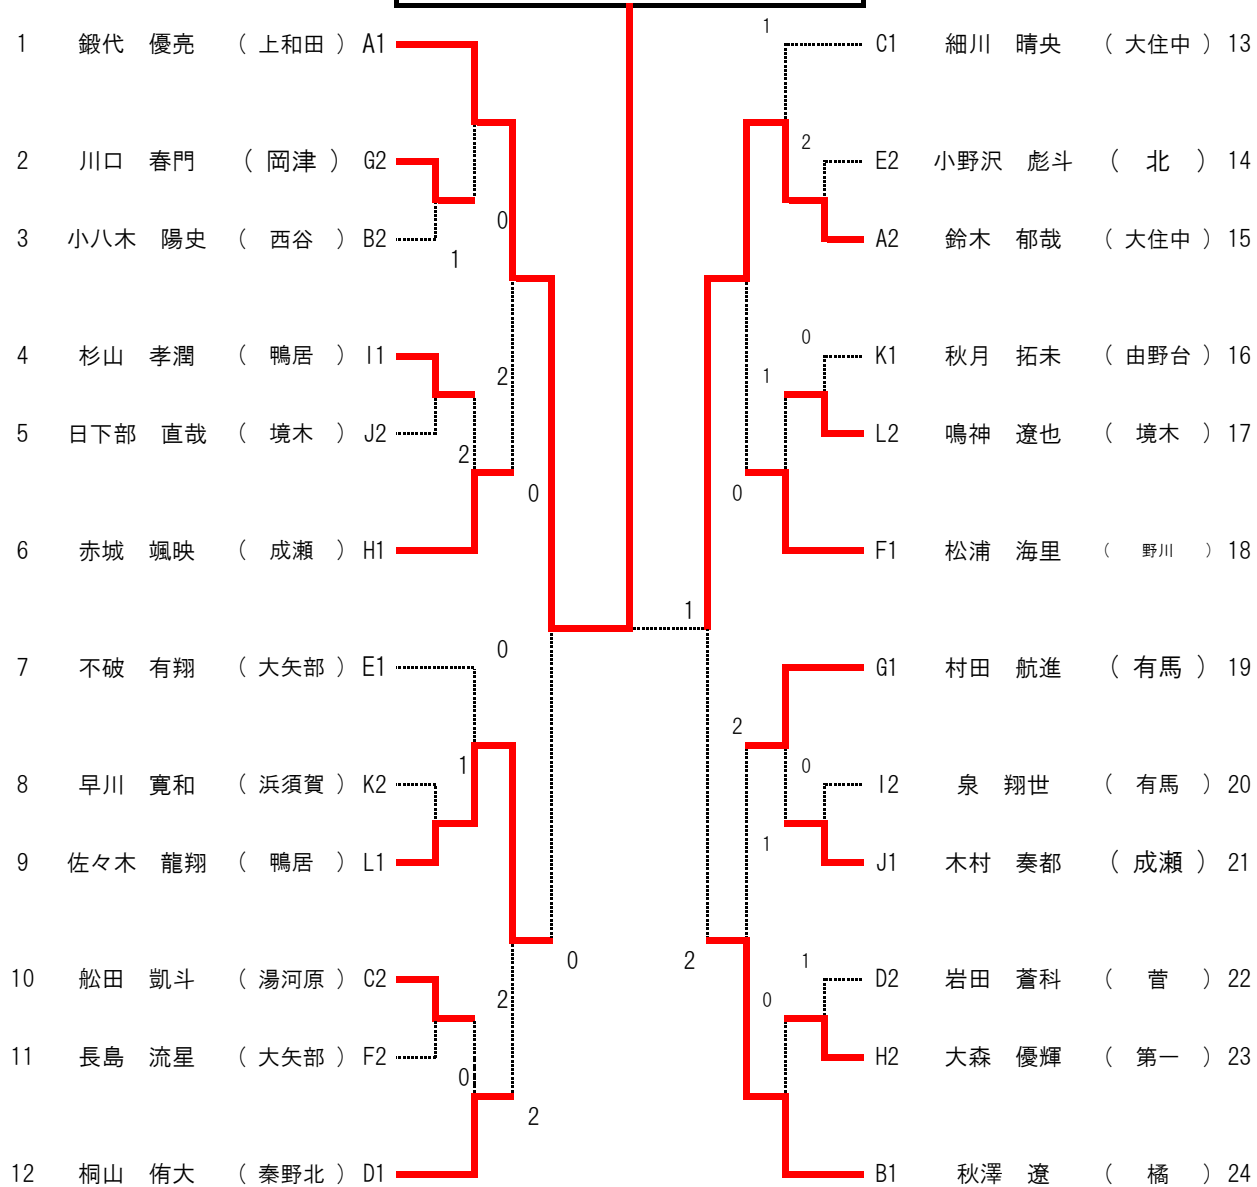 1 鍛代 優亮 （ 上和田 ） A1
2 川口 春門 （ 岡津 ） G2
3 小八木 陽史 （ 西谷 ） B2
0
1
4 杉山 孝潤 （ 鴨居 ） I1
2
5 日下部 直哉 （ 境木 ） J2
2
0
6 赤城 颯映 （ 成瀬 ） H1
0
7 不破 有翔 （ 大矢部 ） E1
1
8 早川 寛和 （ 浜須賀 ） K2
9 佐々木 龍翔 （ 鴨居 ） L1
0
10 舩田 凱斗 （ 湯河原 ） C2
2
11 長島 流星 （ 大矢部 ） F2
0
2
12 桐山 侑大 （ 秦野北 ） D1
1
C1 細川 晴央 （ 大住中 ） 13
2
E2 小野沢 彪斗 （ 北 ） 14
A2 鈴木 郁哉 （ 大住中 ） 15
0
K1 秋月 拓未 （ 由野台 ） 16
1
L2 鳴神 遼也 （ 境木 ） 17
0
F1 松浦 海里 （ 野川 ） 18
1
G1 村田 航進 （ 有馬 ） 19
2
0
I2 泉 翔世 （ 有馬 ） 20
1
J1 木村 奏都 （ 成瀬 ） 21
2
1
D2 岩田 蒼科 （ 菅 ） 22
0
H2 大森 優輝 （ 第一 ） 23
B1 秋澤 遼 （ 橘 ） 24